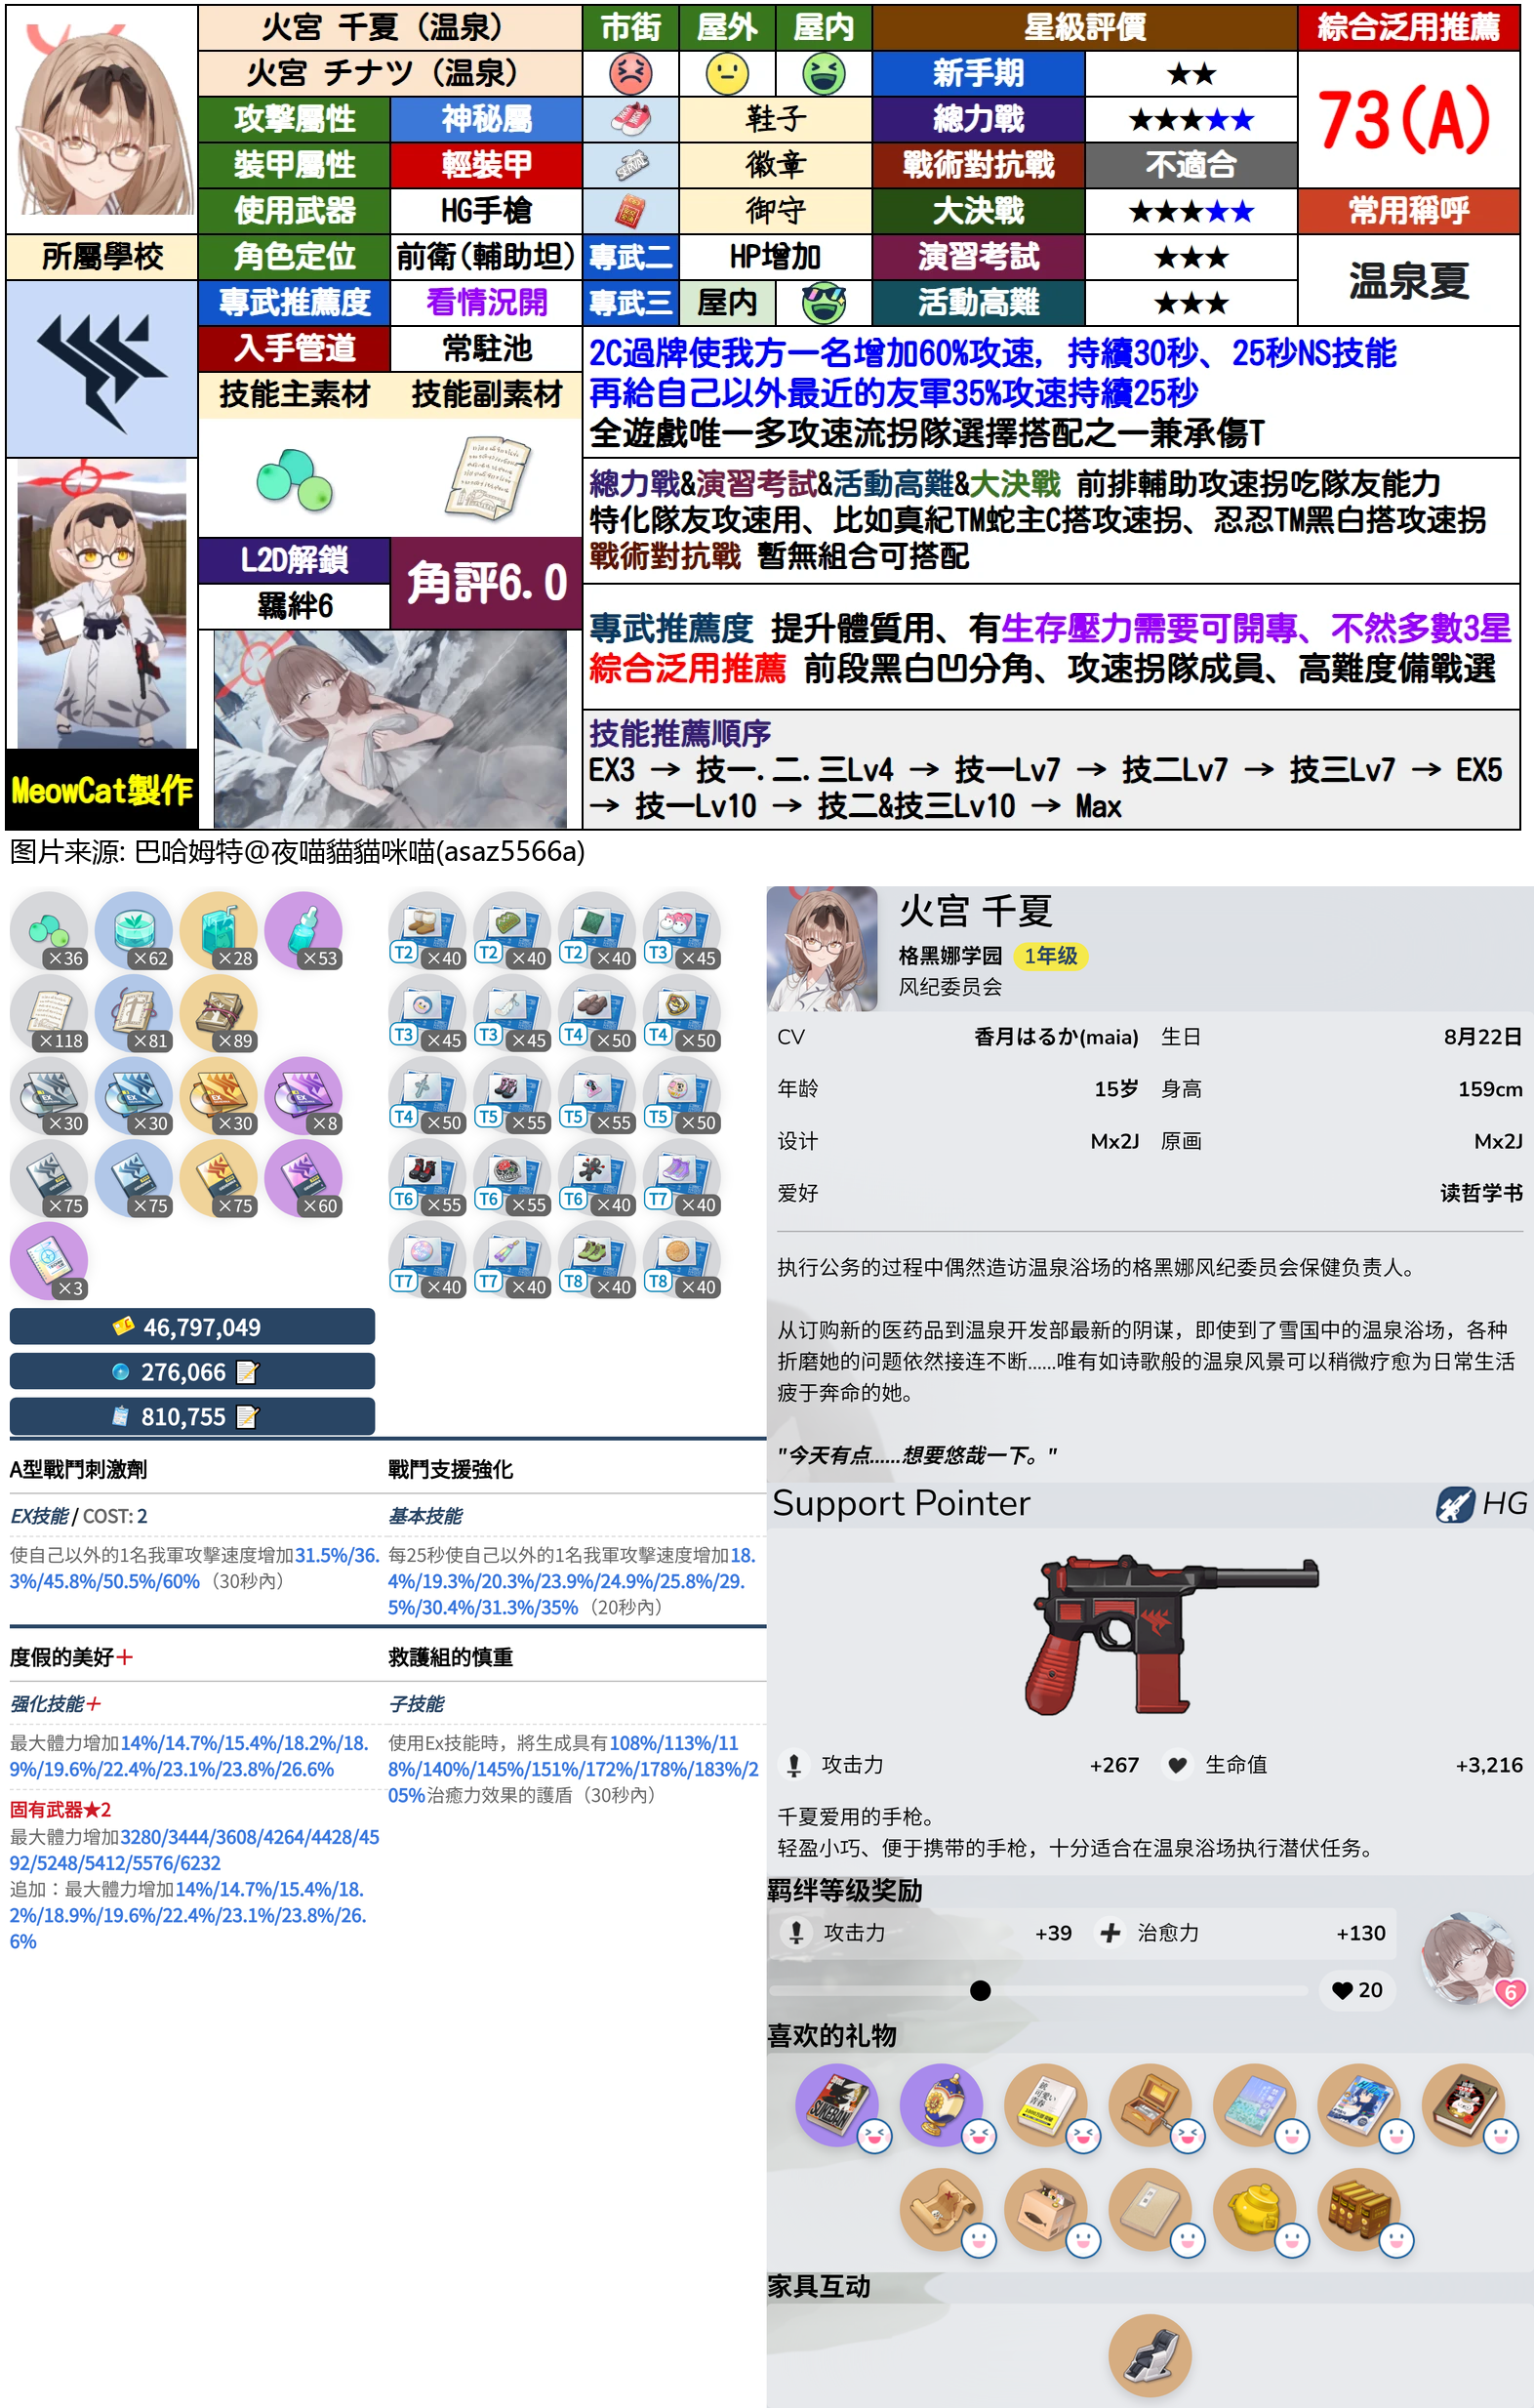 火宮 千夏（温泉）
市街 屋外 屋内
星級評價
綜合泛用推薦
火宮 チナツ（温泉）
新手期 ★★
73(A)
攻擊屬性 神秘屬
鞋子
總力戰 ★★★★★
裝甲屬性 輕裝甲
徽章
戰術對抗戰 不適合
使用武器 HG手槍
御守
大決戰 ★★★★★
常用稱呼
所屬學校
角色定位 前衛(輔助坦)
專武二 HP增加
演習考試 ★★★
温泉夏
專武推薦度 看情況開
專武三 屋内
活動高難 ★★★
入手管道 常駐池
技能主素材 技能副素材
2C過牌使我方一名增加60%攻速, 持續30秒、25秒NS技能
再給自己以外最近的友軍35%攻速持續25秒
全遊戲唯一多攻速流拐隊選擇搭配之一兼承傷T
總力戰&演習考試&活動高難&大決戰 前排輔助攻速拐吃隊友能力
特化隊友攻速用、比如真紀TM蛇主C搭攻速拐、忍忍TM黑白搭攻速拐
戰術對抗戰 暫無組合可搭配
L2D解鎖
羈絆6
角評6.0
專武推薦度 提升體質用、有生存壓力需要可開專、不然多數3星
綜合泛用推薦 前段黑白凹分角、攻速拐隊成員、高難度備戰選
技能推薦順序
EX3 → 技一.二.三Lv4 → 技一Lv7 → 技二Lv7 → 技三Lv7 → EX5
→ 技一Lv10 → 技二&技三Lv10 → Max
MeowCat製作
图片来源: 巴哈姆特@夜喵貓貓咪喵(asaz5566a)
×36 ×62 ×28 ×53
×118 ×81 ×89
×30 ×30 ×30 ×8
×75 ×75 ×75 ×60
×3
46,797,049
276,066
810,755
T2 ×40 T2 ×40 T2 ×40 T3 ×45
T3 ×45 T3 ×45 T4 ×50 T4 ×50
T4 ×50 T5 ×55 T5 ×55 T5 ×50
T6 ×55 T6 ×55 T6 ×40 T7 ×40
T7 ×40 T7 ×40 T8 ×40 T8 ×40
A型戰鬥刺激劑
EX技能 / COST: 2
使自己以外的1名我軍攻擊速度增加31.5%/36.
3%/45.8%/50.5%/60%（30秒內）
戰鬥支援強化
基本技能
每25秒使自己以外的1名我軍攻擊速度增加18.
4%/19.3%/20.3%/23.9%/24.9%/25.8%/29.
5%/30.4%/31.3%/35%（20秒內）
度假的美好+
强化技能+
最大體力增加14%/14.7%/15.4%/18.2%/18.
9%/19.6%/22.4%/23.1%/23.8%/26.6%
固有武器★2
最大體力增加3280/3444/3608/4264/4428/45
92/5248/5412/5576/6232
追加：最大體力增加14%/14.7%/15.4%/18.
2%/18.9%/19.6%/22.4%/23.1%/23.8%/26.
6%
救護組的慎重
子技能
使用Ex技能時，將生成具有108%/113%/11
8%/140%/145%/151%/172%/178%/183%/2
05%治癒力效果的護盾（30秒內）
火宫 千夏
格黑娜学园 1年级
风纪委员会
CV 香月はるか(maia) 生日 8月22日
年龄 15岁 身高 159cm
设计 Mx2J 原画 Mx2J
爱好 读哲学书
执行公务的过程中偶然造访温泉浴场的格黑娜风纪委员会保健负责人。
从订购新的医药品到温泉开发部最新的阴谋，即使到了雪国中的温泉浴场，各种
折磨她的问题依然接连不断......唯有如诗歌般的温泉风景可以稍微疗愈为日常生活
疲于奔命的她。
"今天有点......想要悠哉一下。"
Support Pointer HG
攻击力 +267 生命值 +3,216
千夏爱用的手枪。
轻盈小巧、便于携带的手枪，十分适合在温泉浴场执行潜伏任务。
羁绊等级奖励
攻击力 +39 治愈力 +130
20
6
喜欢的礼物
SUKEBAN
家具互动